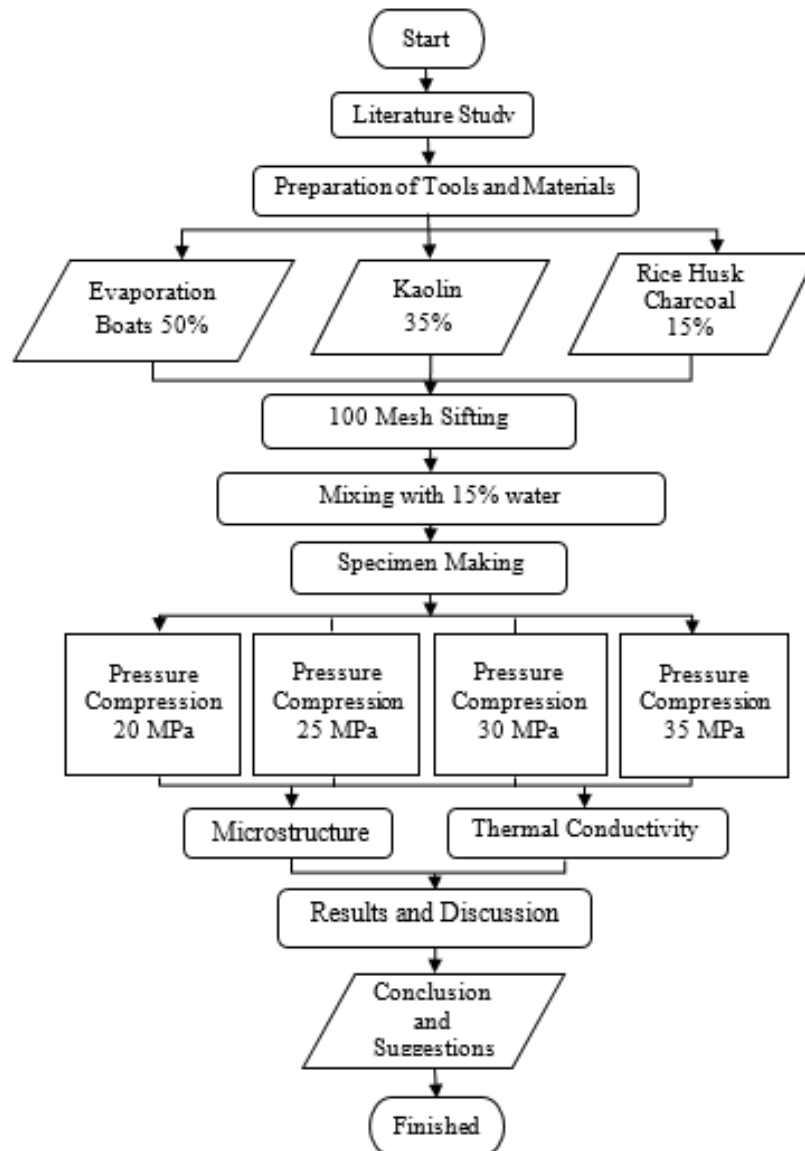 Start
Literature Study
Preparation of Tools and Materials
Evaporation
Boats 50%
Kaolin
35%
Rice Husk
Charcoal
15%
100 Mesh Sifting
Mixing with 15% water
Specimen Making
Pressure
Compression
20 MPa
Pressure
Compression
25 MPa
Pressure
Compression
30 MPa
Pressure
Compression
35 MPa
Microstructure
Thermal Conductivity
Results and Discussion
Conclusion
and
Suggestions
Finished